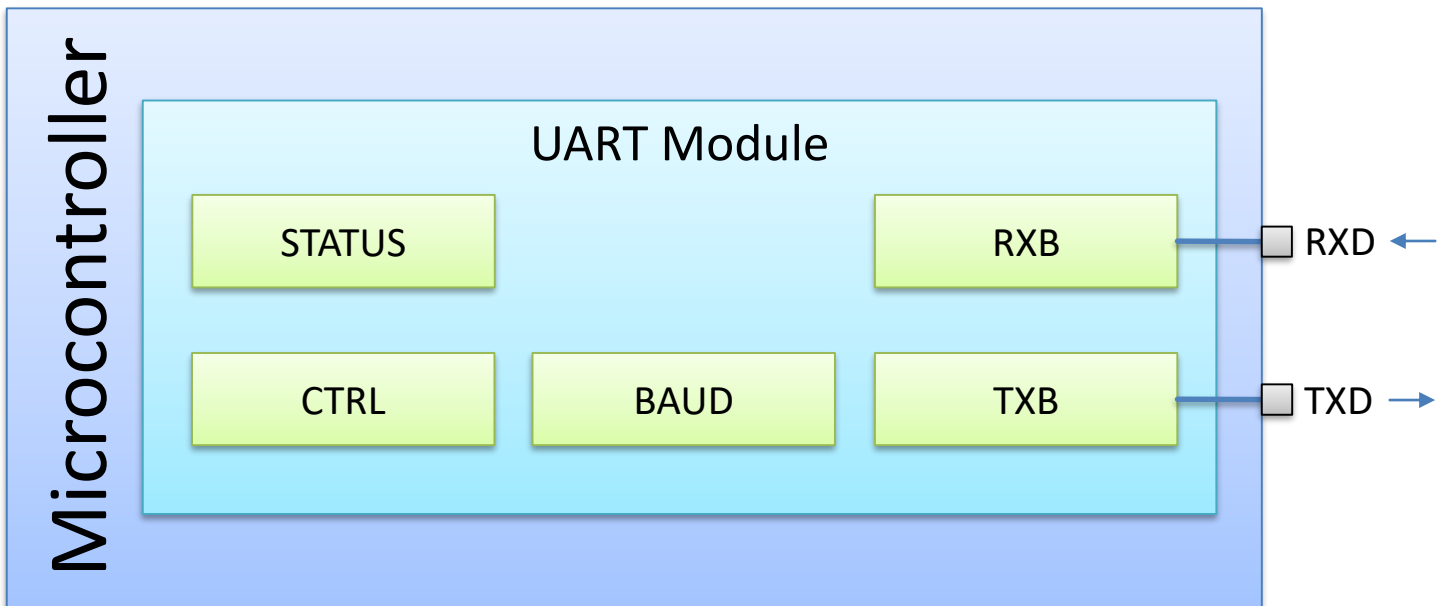 Microcontroller
UART Module
STATUS
RXB
RXD
CTRL
BAUD
TXB
TXD